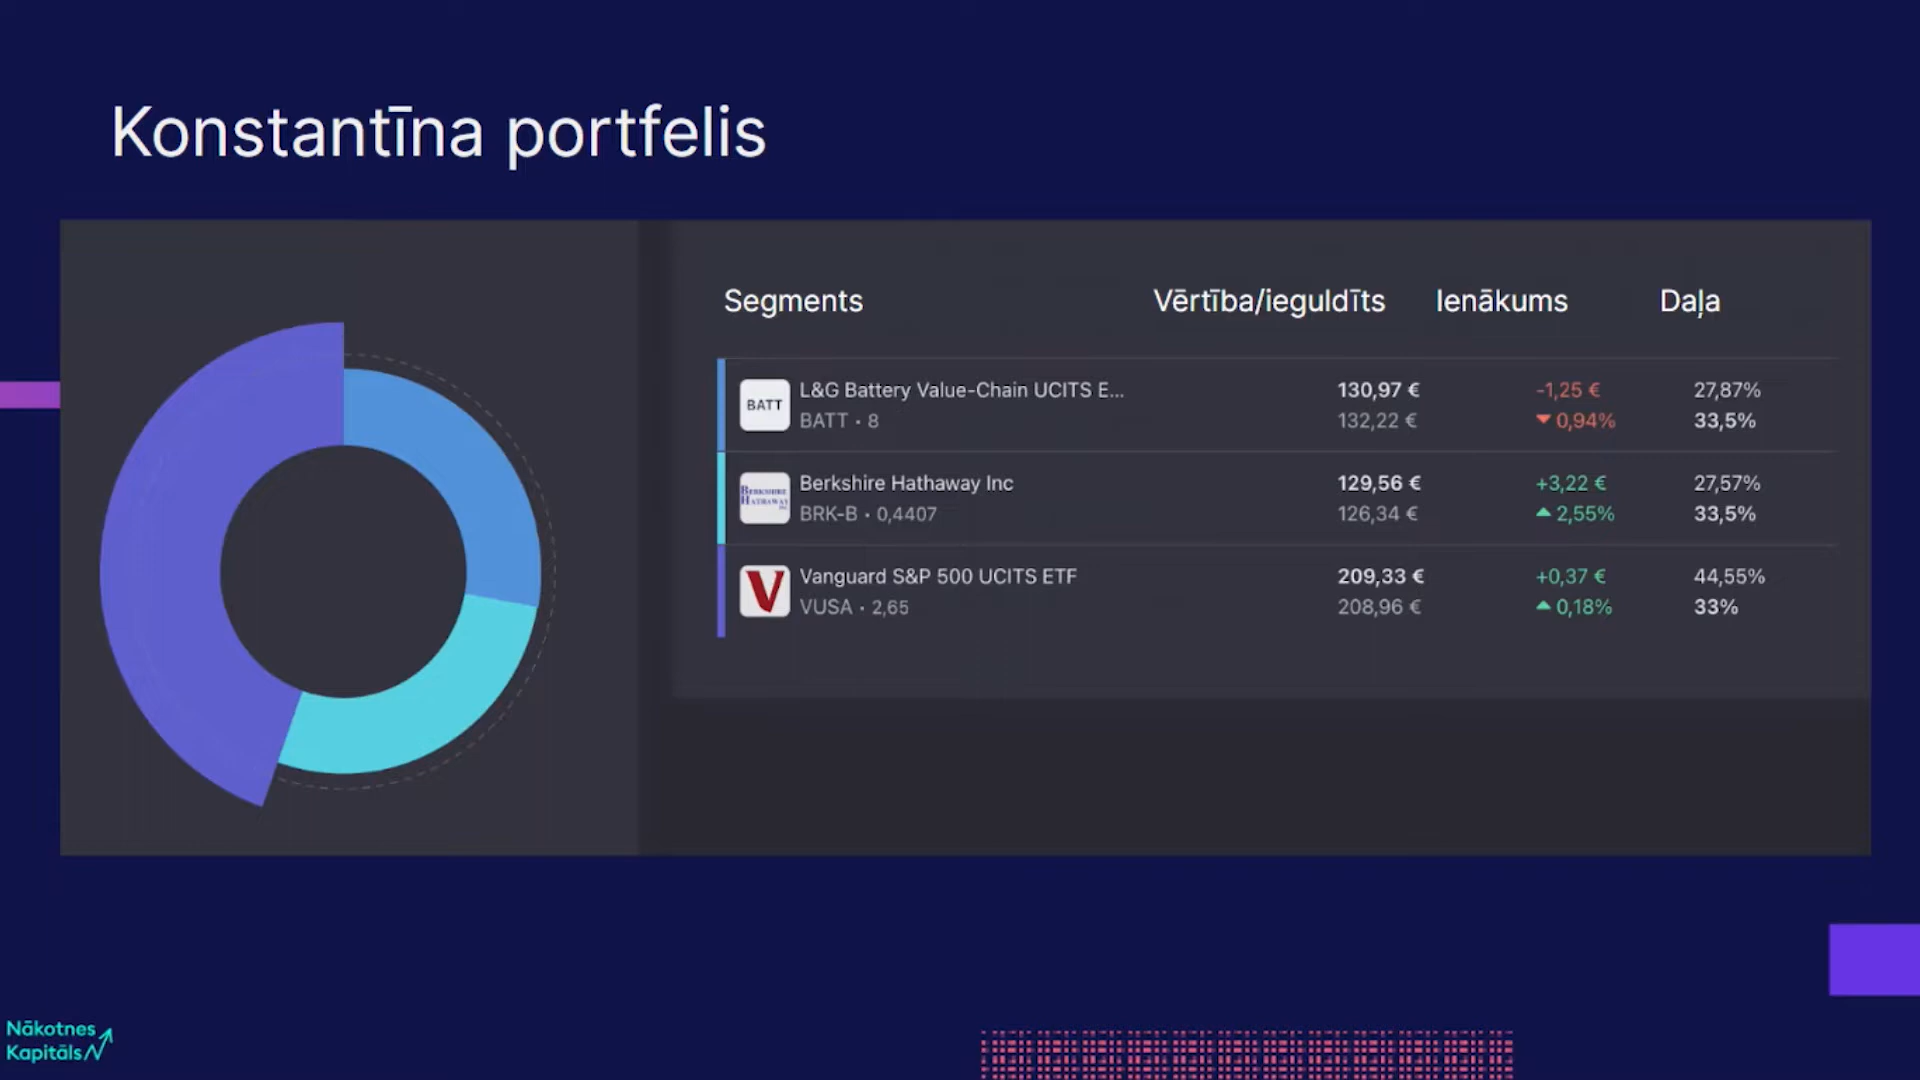 Konstantīna portfelis
Segments Vērtība/ieguldīts Ienākums Daļa
BATT L&G Battery Value-Chain UCITS E... 130,97 € -1,25 € 27,87%
BATT • 8 132,22 € ▼ 0,94% 33,5%
BERKSHIRE HATHAWAY INC Berkshire Hathaway Inc 129,56 € +3,22 € 27,57%
BRK-B • 0,4407 126,34 € ▲ 2,55% 33,5%
V Vanguard S&P 500 UCITS ETF 209,33 € +0,37 € 44,55%
VUSA • 2,65 208,96 € ▲ 0,18% 33%
Nākotnes
Kapitāls